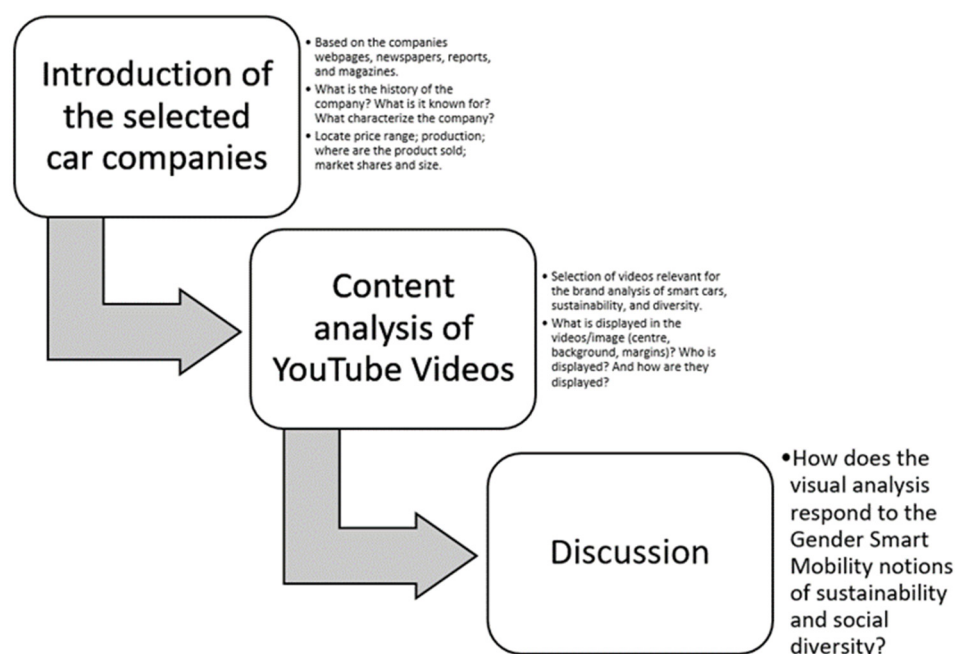 Introduction of
the selected
car companies
• Based on the companies
webpages, newspapers, reports,
and magazines.
• What is the history of the
company? What is it known for?
What characterize the company?
• Locate price range; production;
where are the product sold;
market shares and size.
Content
analysis of
YouTube Videos
• Selection of videos relevant for
the brand analysis of smart cars,
sustainability, and diversity.
• What is displayed in the
videos/image (centre,
background, margins)? Who is
displayed? And how are they
displayed?
Discussion
•How does the
visual analysis
respond to the
Gender Smart
Mobility notions
of sustainability
and social
diversity?